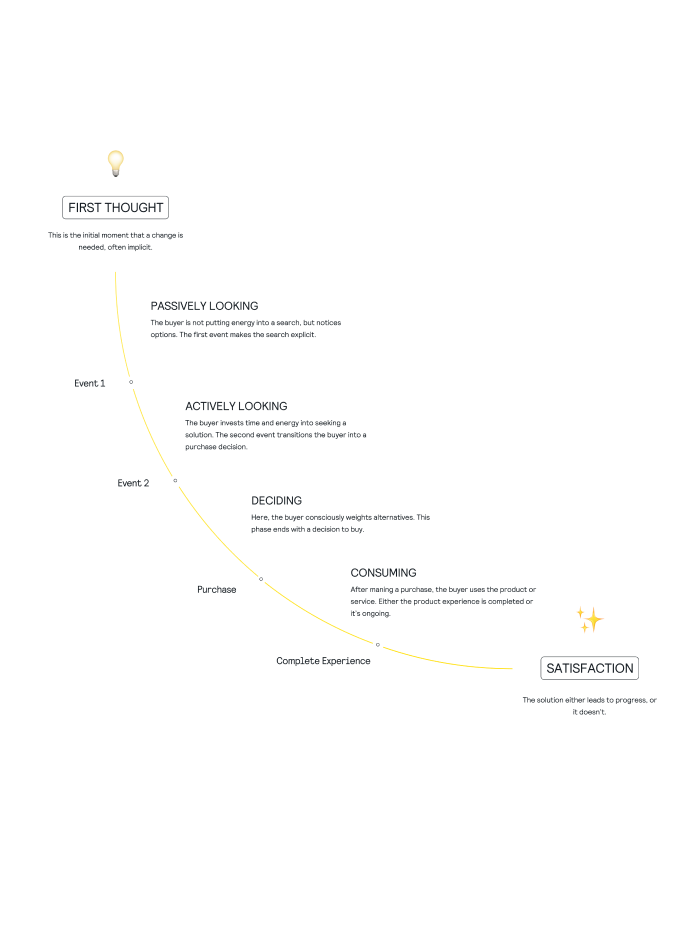 FIRST THOUGHT
This is the initial moment that a change is
needed, often implicit.
PASSIVELY LOOKING
The buyer is not putting energy into a search, but notices
options. The first event makes the search explicit.
Event 1
ACTIVELY LOOKING
The buyer invests time and energy into seeking a
solution. The second event transitions the buyer into a
purchase decision.
Event 2
DECIDING
Here, the buyer consciously weights alternatives. This
phase ends with a decision to buy.
Purchase
CONSUMING
After maning a purchase, the buyer uses the product or
service. Either the product experience is completed or
it's ongoing.
Complete Experience
SATISFACTION
The solution either leads to progress, or
it doesn't.